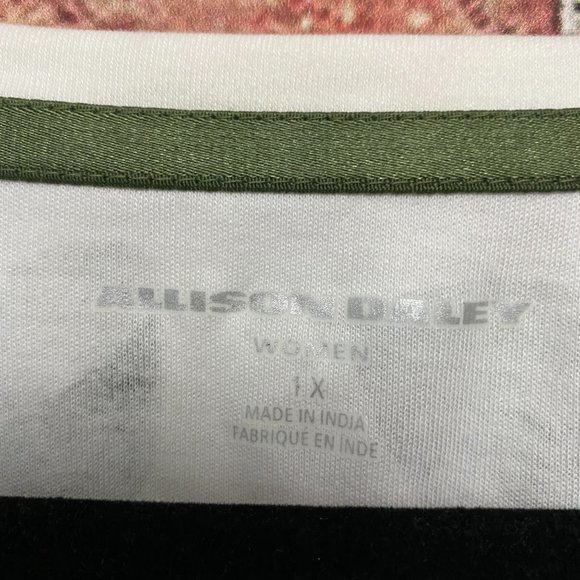 ALLISON DALEY
WOMEN
1X
MADE IN INDIA
FABRIQUÉ EN INDE